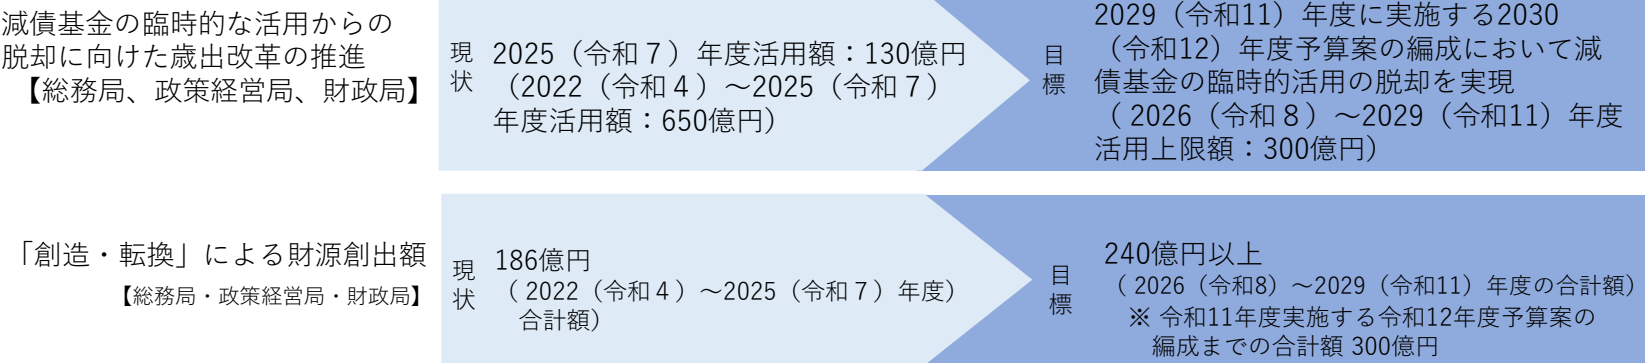 減債基金の臨時的な活用からの
脱却に向けた歳出改革の推進
【総務局、政策経営局、財政局】
現状
2025（令和７）年度活用額：130億円
（2022（令和４）～2025（令和７）
年度活用額：650億円）
目標
2029（令和11）年度に実施する2030
（令和12）年度予算案の編成において減
債基金の臨時的活用の脱却を実現
（ 2026（令和８）～2029（令和11）年度
活用上限額：300億円）
「創造・転換」による財源創出額
【総務局・政策経営局・財政局】
現状
186億円
（ 2022（令和４）～2025（令和７）年度）
合計額）
目標
240億円以上
（ 2026（令和8）～2029（令和11）年度の合計額）
※ 令和11年度実施する令和12年度予算案の
編成までの合計額 300億円